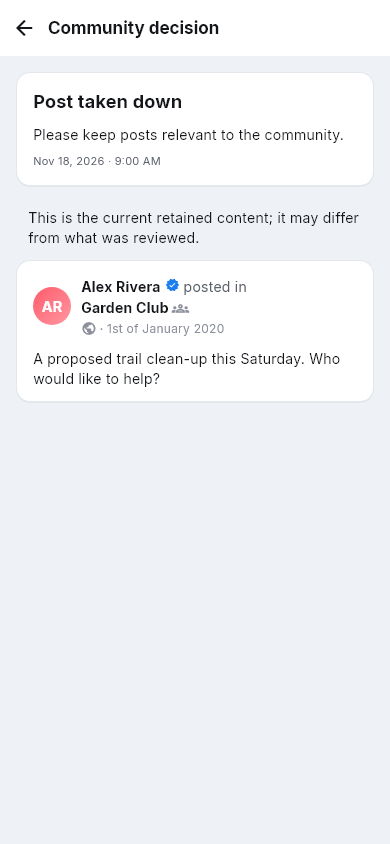 Community decision
Post taken down
Please keep posts relevant to the community.
Nov 18, 2026 · 9:00 AM
This is the current retained content; it may differ
from what was reviewed.
AR
Alex Rivera posted in
Garden Club
· 1st of January 2020
A proposed trail clean-up this Saturday. Who
would like to help?